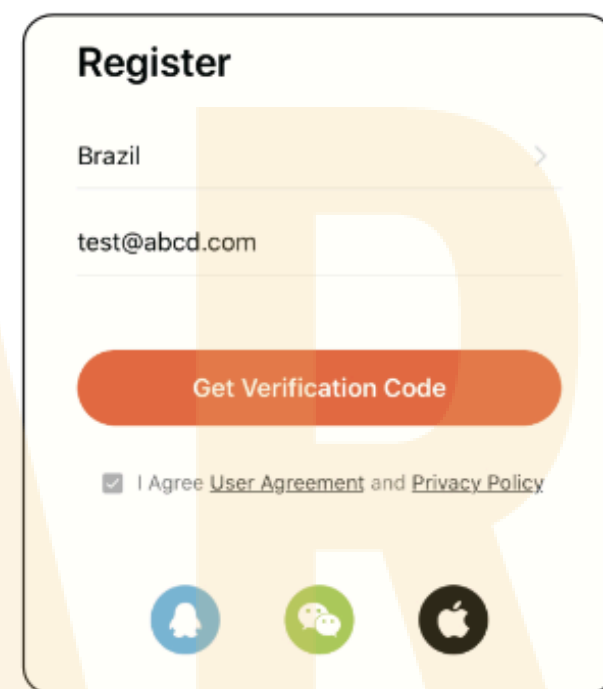 Register
Brazil
test@abcd.com
Get Verification Code
I Agree User Agreement and Privacy Policy